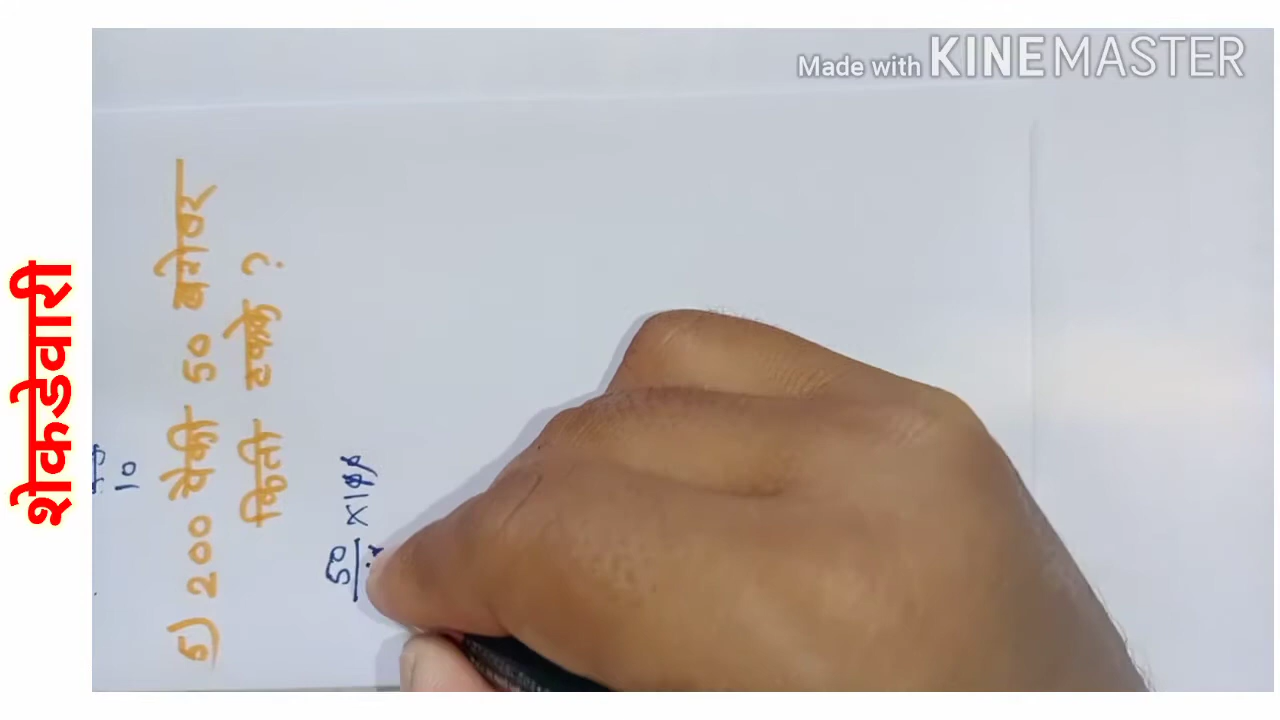 Made with KINEMASTER
शेकडेवारी
10
5) 200 पैकी 50 बरोबर
किती टक्के ?
50 × 100